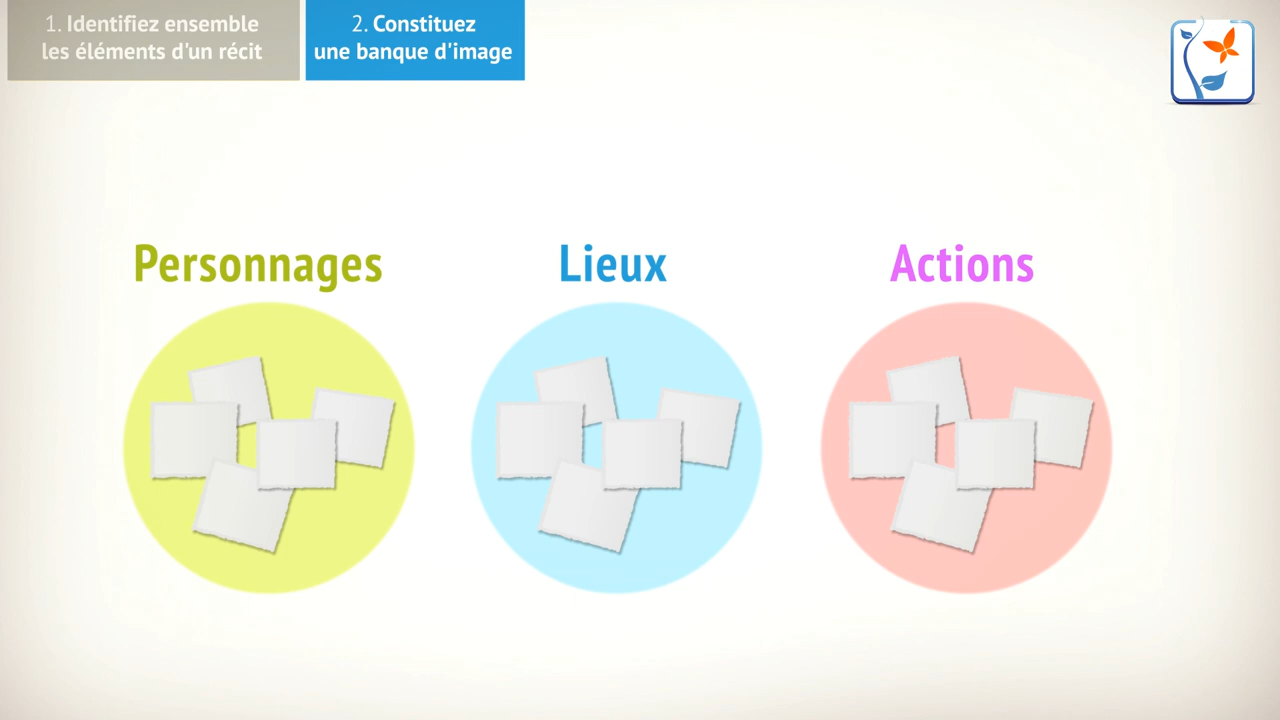 1. Identifiez ensemble
les éléments d'un récit
2. Constituez
une banque d'image
Personnages
Lieux
Actions